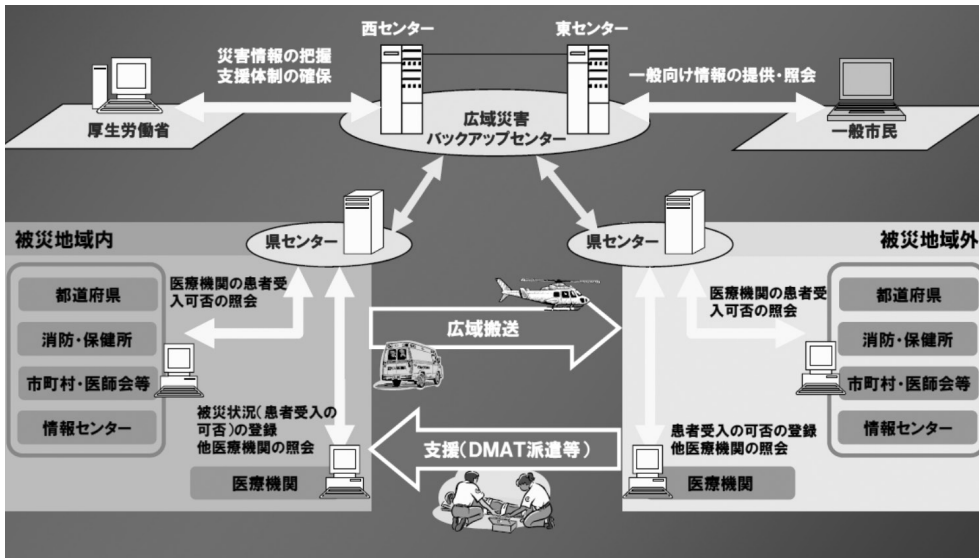 西センター
東センター
災害情報の把握
支援体制の確保
一般向け情報の提供・照会
厚生労働省
広域災害
バックアップセンター
一般市民
被災地域内
県センター
県センター
被災地域外
都道府県
消防・保健所
市町村・医師会等
情報センター
医療機関の患者受
入可否の照会
広域搬送
医療機関の患者受
入可否の照会
都道府県
消防・保健所
市町村・医師会等
情報センター
被災状況(患者受入の
可否)の登録
他医療機関の照会
医療機関
支援(DMAT派遣等)
患者受入の可否の登録
他医療機関の照会
医療機関